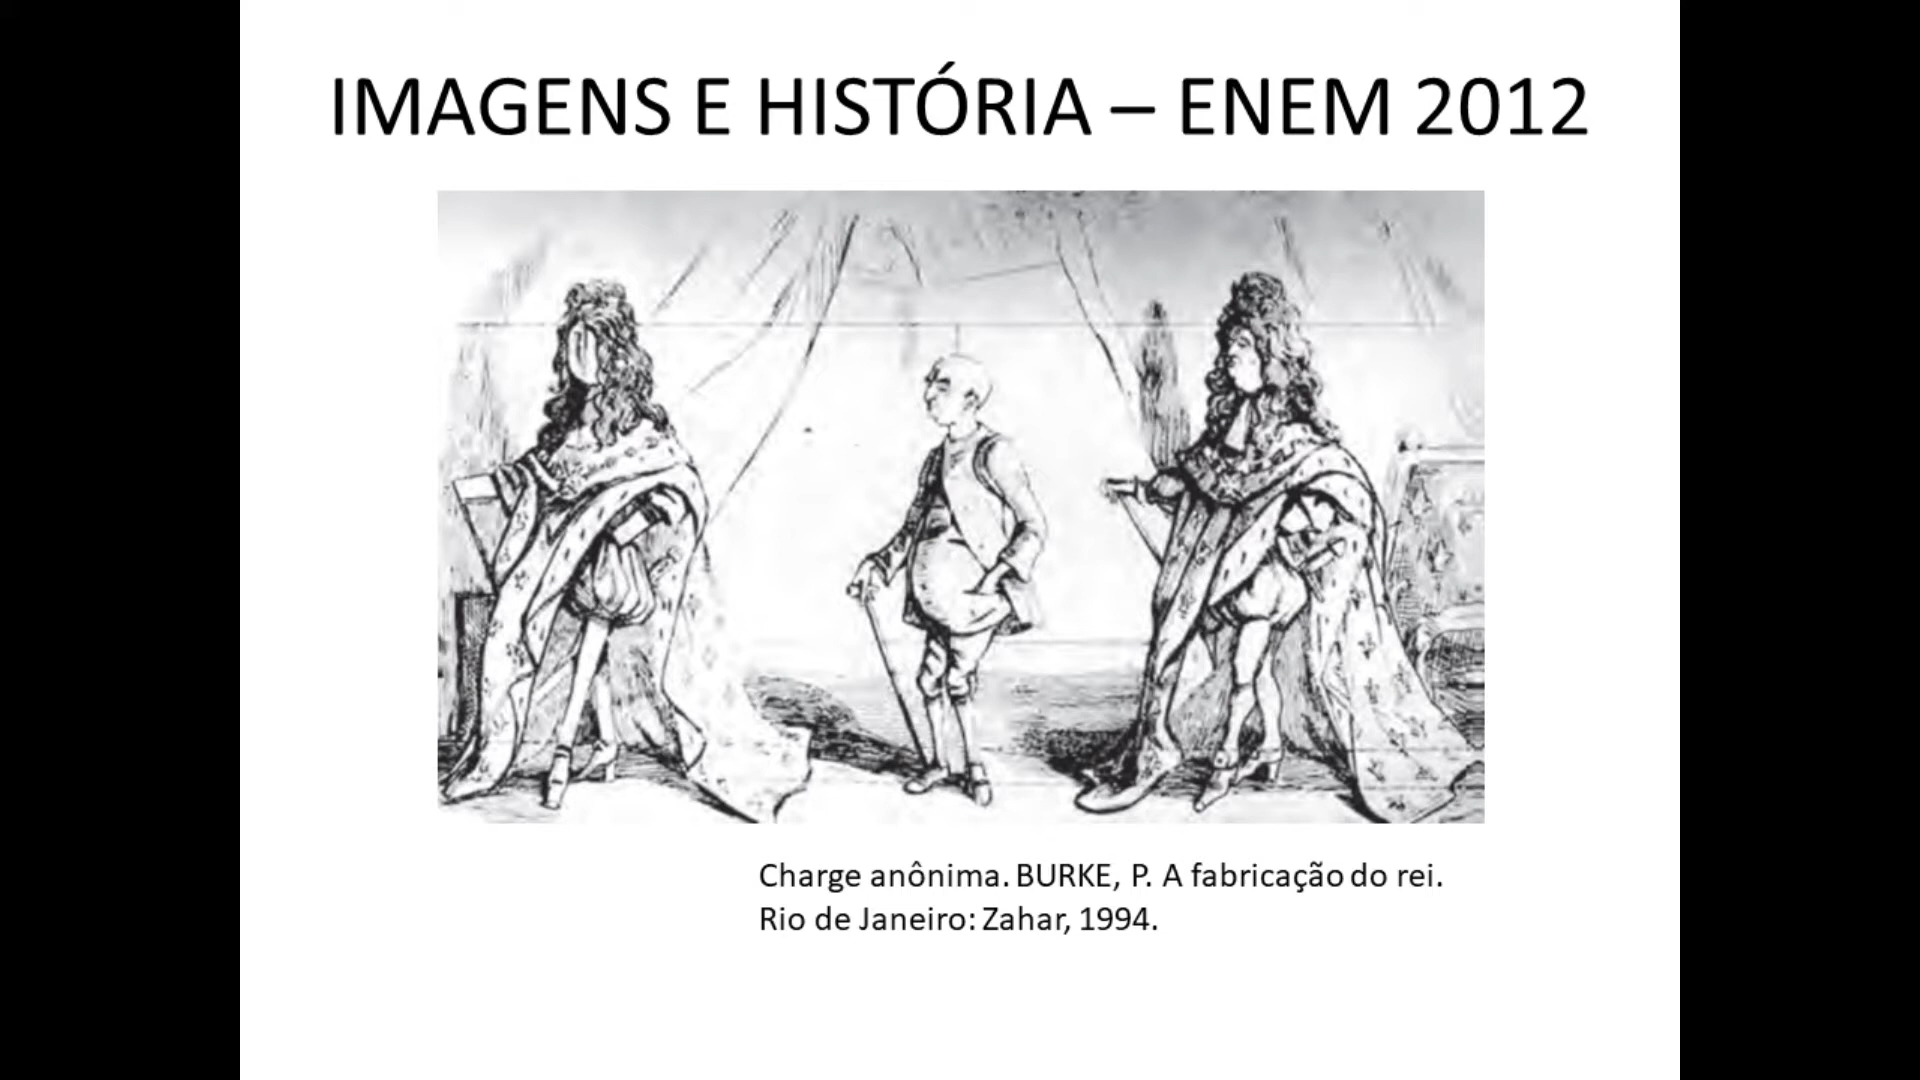 IMAGENS E HISTÓRIA – ENEM 2012
Charge anônima. BURKE, P. A fabricação do rei.
Rio de Janeiro: Zahar, 1994.